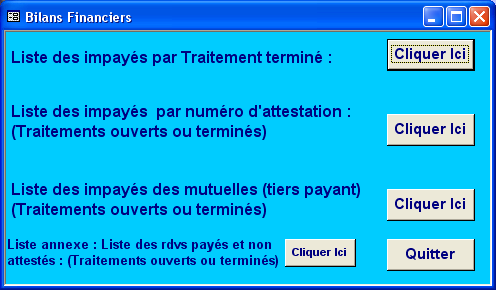 Bilans Financiers
Liste des impayés par Traitement terminé :
Cliquer Ici
Liste des impayés par numéro d'attestation :
(Traitements ouverts ou terminés)
Cliquer Ici
Liste des impayés des mutuelles (tiers payant)
(Traitements ouverts ou terminés)
Cliquer Ici
Liste annexe : Liste des rdvs payés et non
attestés : (Traitements ouverts ou terminés)
Cliquer Ici
Quitter